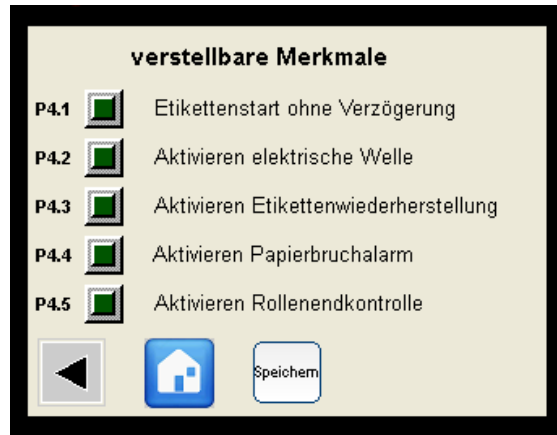 verstellbare Merkmale
P4.1 Etikettenstart ohne Verzögerung
P4.2 Aktivieren elektrische Welle
P4.3 Aktivieren Etikettenwiederherstellung
P4.4 Aktivieren Papierbruchalarm
P4.5 Aktivieren Rollenendkontrolle
Speichern